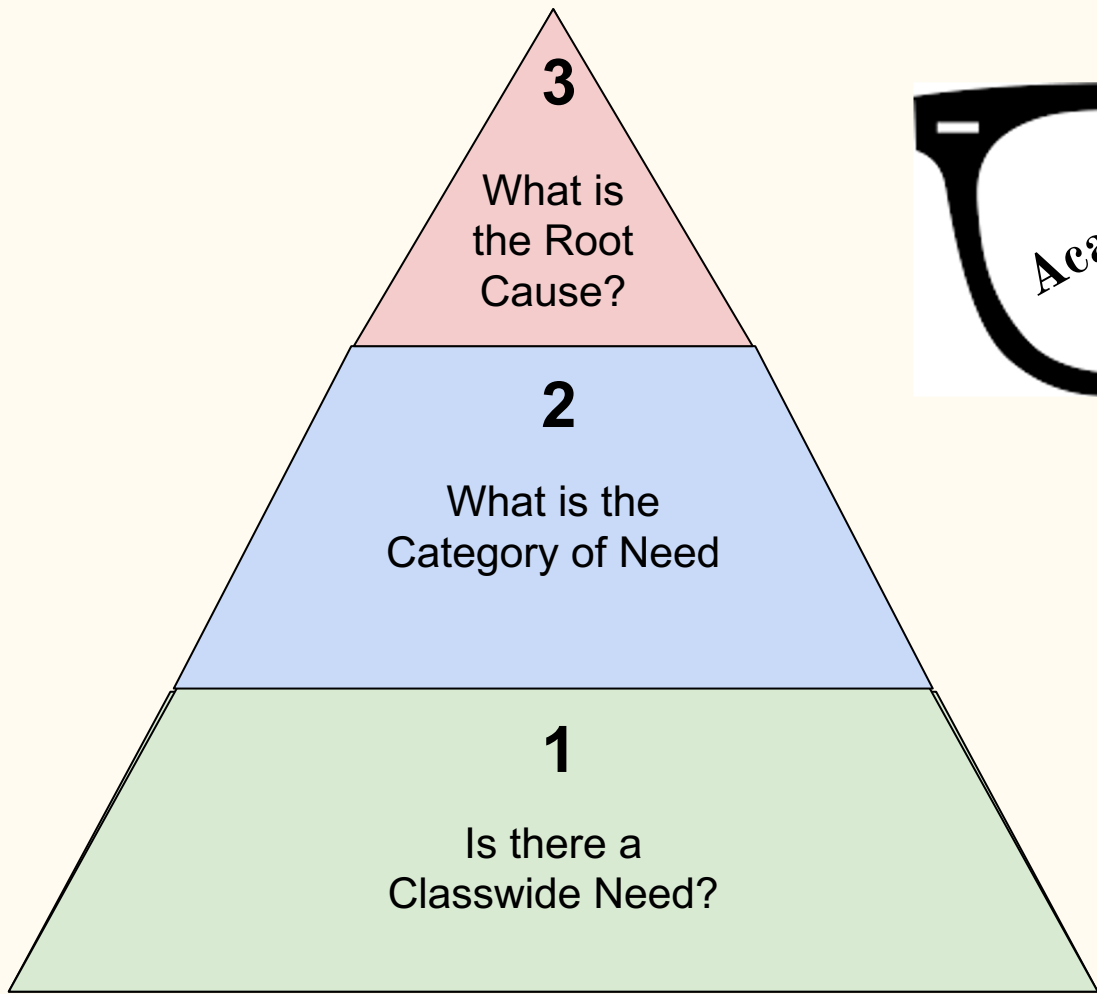 3
What is
the Root
Cause?
2
What is the
Category of Need
1
Is there a
Classwide Need?